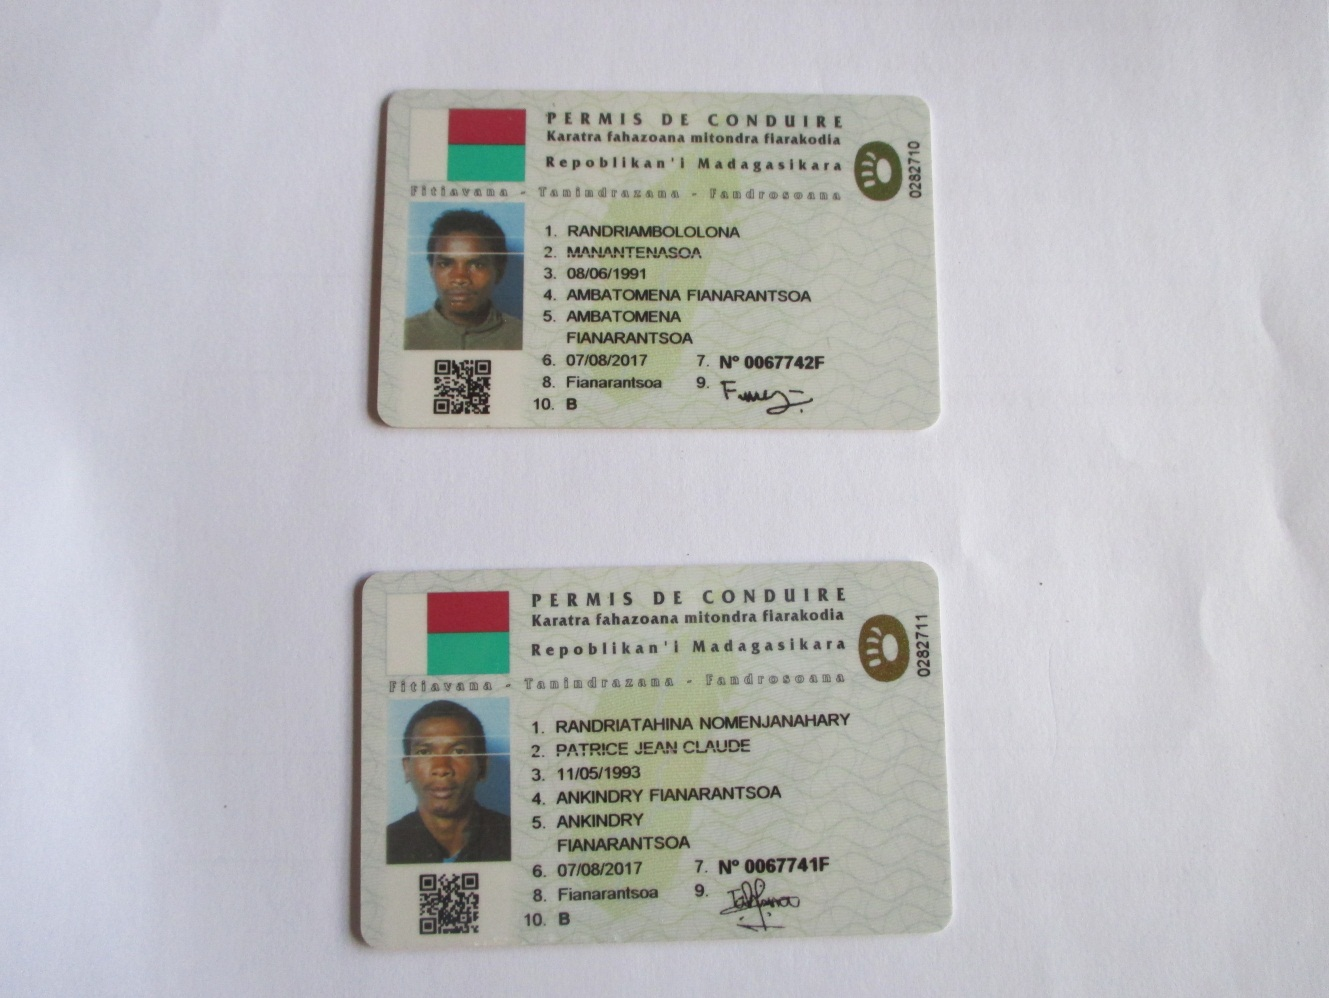 PERMIS DE CONDUIRE
Karatra fahazoana mitondra fiarakodia
Repoblikan'i Madagasikara
Fitiavana - Tanindrazana - Fandrosoana
0282710
1. RANDRIAMBOLOLONA
2. MANANTENASOA
3. 08/06/1991
4. AMBATOMENA FIANARANTSOA
5. AMBATOMENA
FIANARANTSOA
6. 07/08/2017 7. Nº 0067742F
8. Fianarantsoa 9.
10. B
PERMIS DE CONDUIRE
Karatra fahazoana mitondra fiarakodia
Repoblikan'i Madagasikara
Fitiavana - Tanindrazana - Fandrosoana
0282711
1. RANDRIATAHINA NOMENJANAHARY
2. PATRICE JEAN CLAUDE
3. 11/05/1993
4. ANKINDRY FIANARANTSOA
5. ANKINDRY
FIANARANTSOA
6. 07/08/2017 7. Nº 0067741F
8. Fianarantsoa 9.
10. B